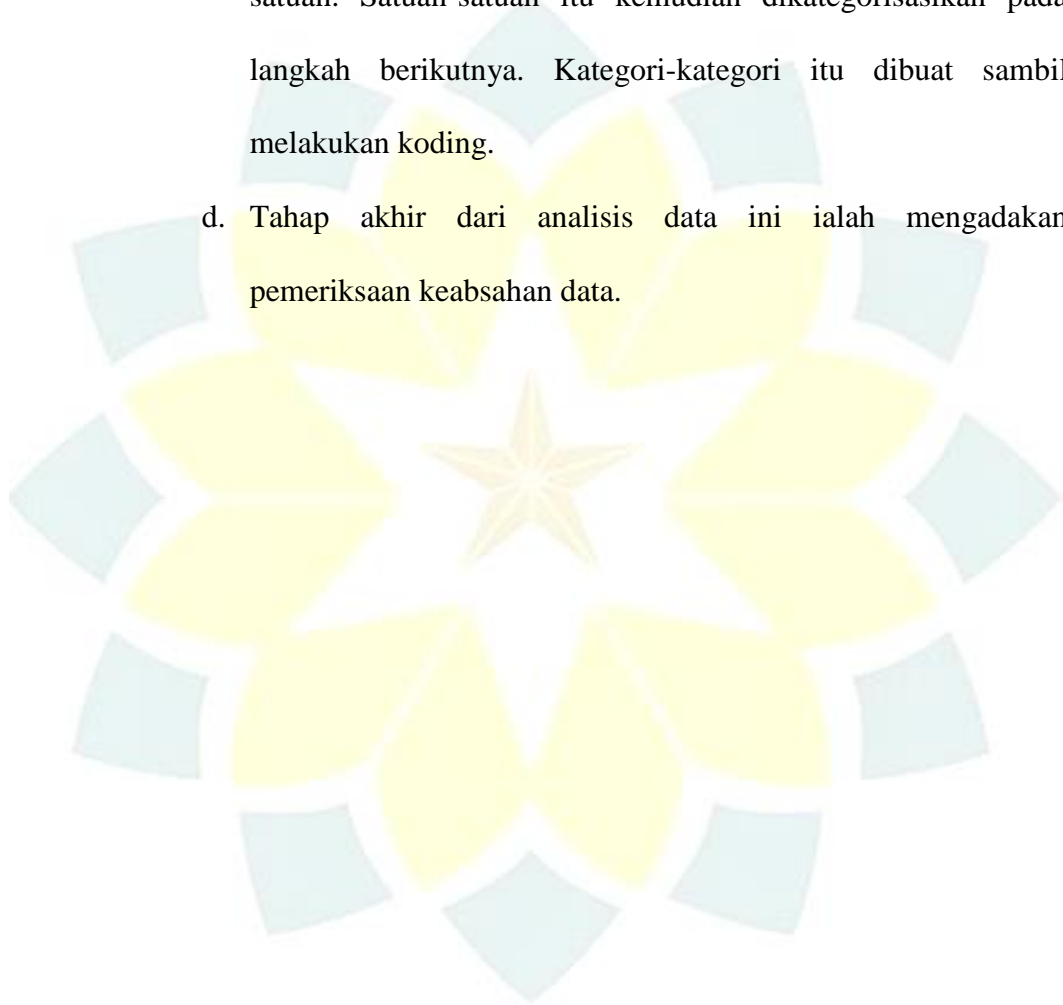 satuan. Satuan-satuan itu kemudian dikategorisasikan pada
langkah berikutnya. Kategori-kategori itu dibuat sambil
melakukan koding.
d. Tahap akhir dari analisis data ini ialah mengadakan
pemeriksaan keabsahan data.